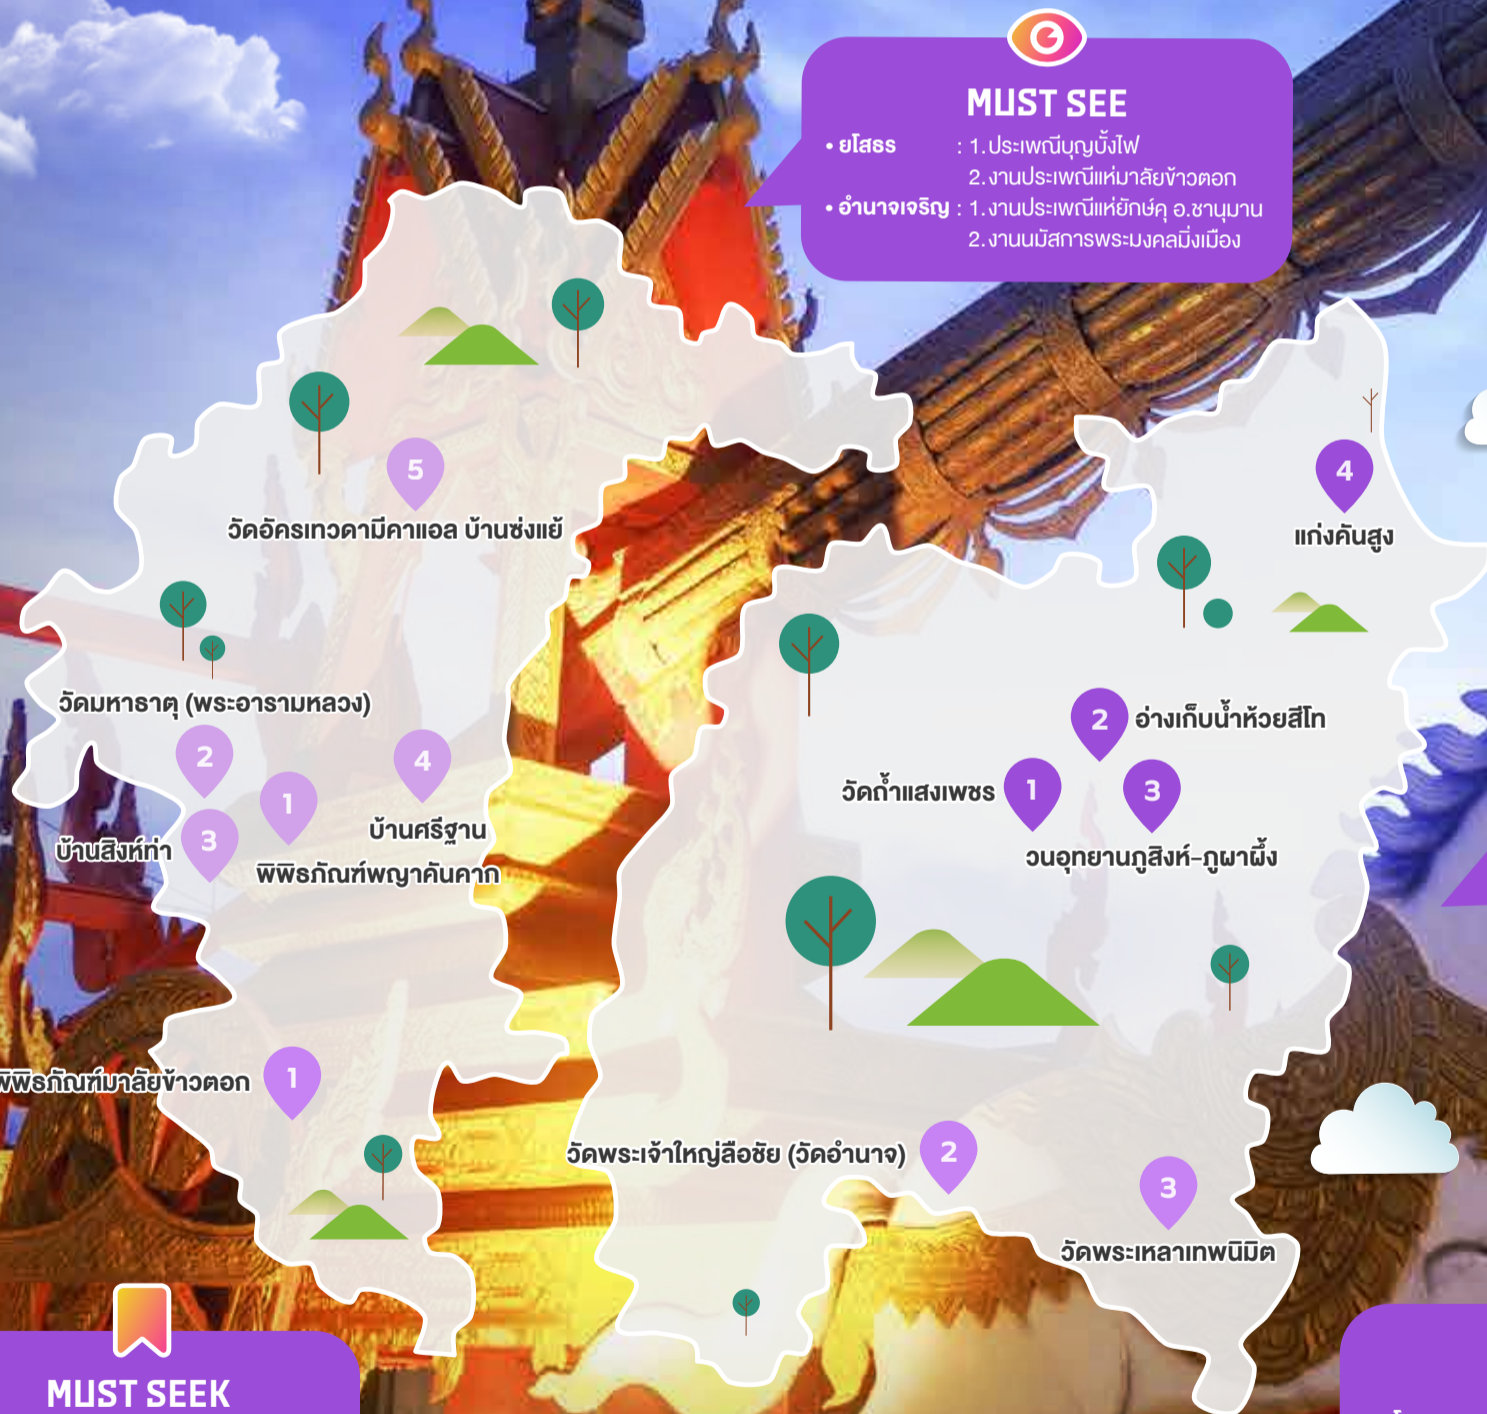 MUST SEE
• ยโสธร : 1.ประเพณีบุญบั้งไฟ
2.งานประเพณีแห่มาลัยข้าวตอก
• อำนาจเจริญ : 1.งานประเพณีแห่ยักษ์คุ อ.ชานุมาน
2.งานนมัสการพระมงคลมิ่งเมือง
5
วัดอัครเทวดามีคาแอล บ้านซ่งแย้
4
แก่งคันสูง
วัดมหาธาตุ (พระอารามหลวง)
2
1
4
บ้านศรีฐาน
บ้านสิงห์ท่า 3
พิพิธภัณฑ์พญาคันคาก
2 อ่างเก็บน้ำห้วยสีโท
วัดถ้ำแสงเพชร 1
3
วนอุทยานภูสิงห์-ภูผาผึ้ง
พิพิธภัณฑ์มาลัยข้าวตอก 1
วัดพระเจ้าใหญ่ลือชัย (วัดอำนาจ) 2
3
วัดพระเหลาเทพนิมิต
MUST SEEK